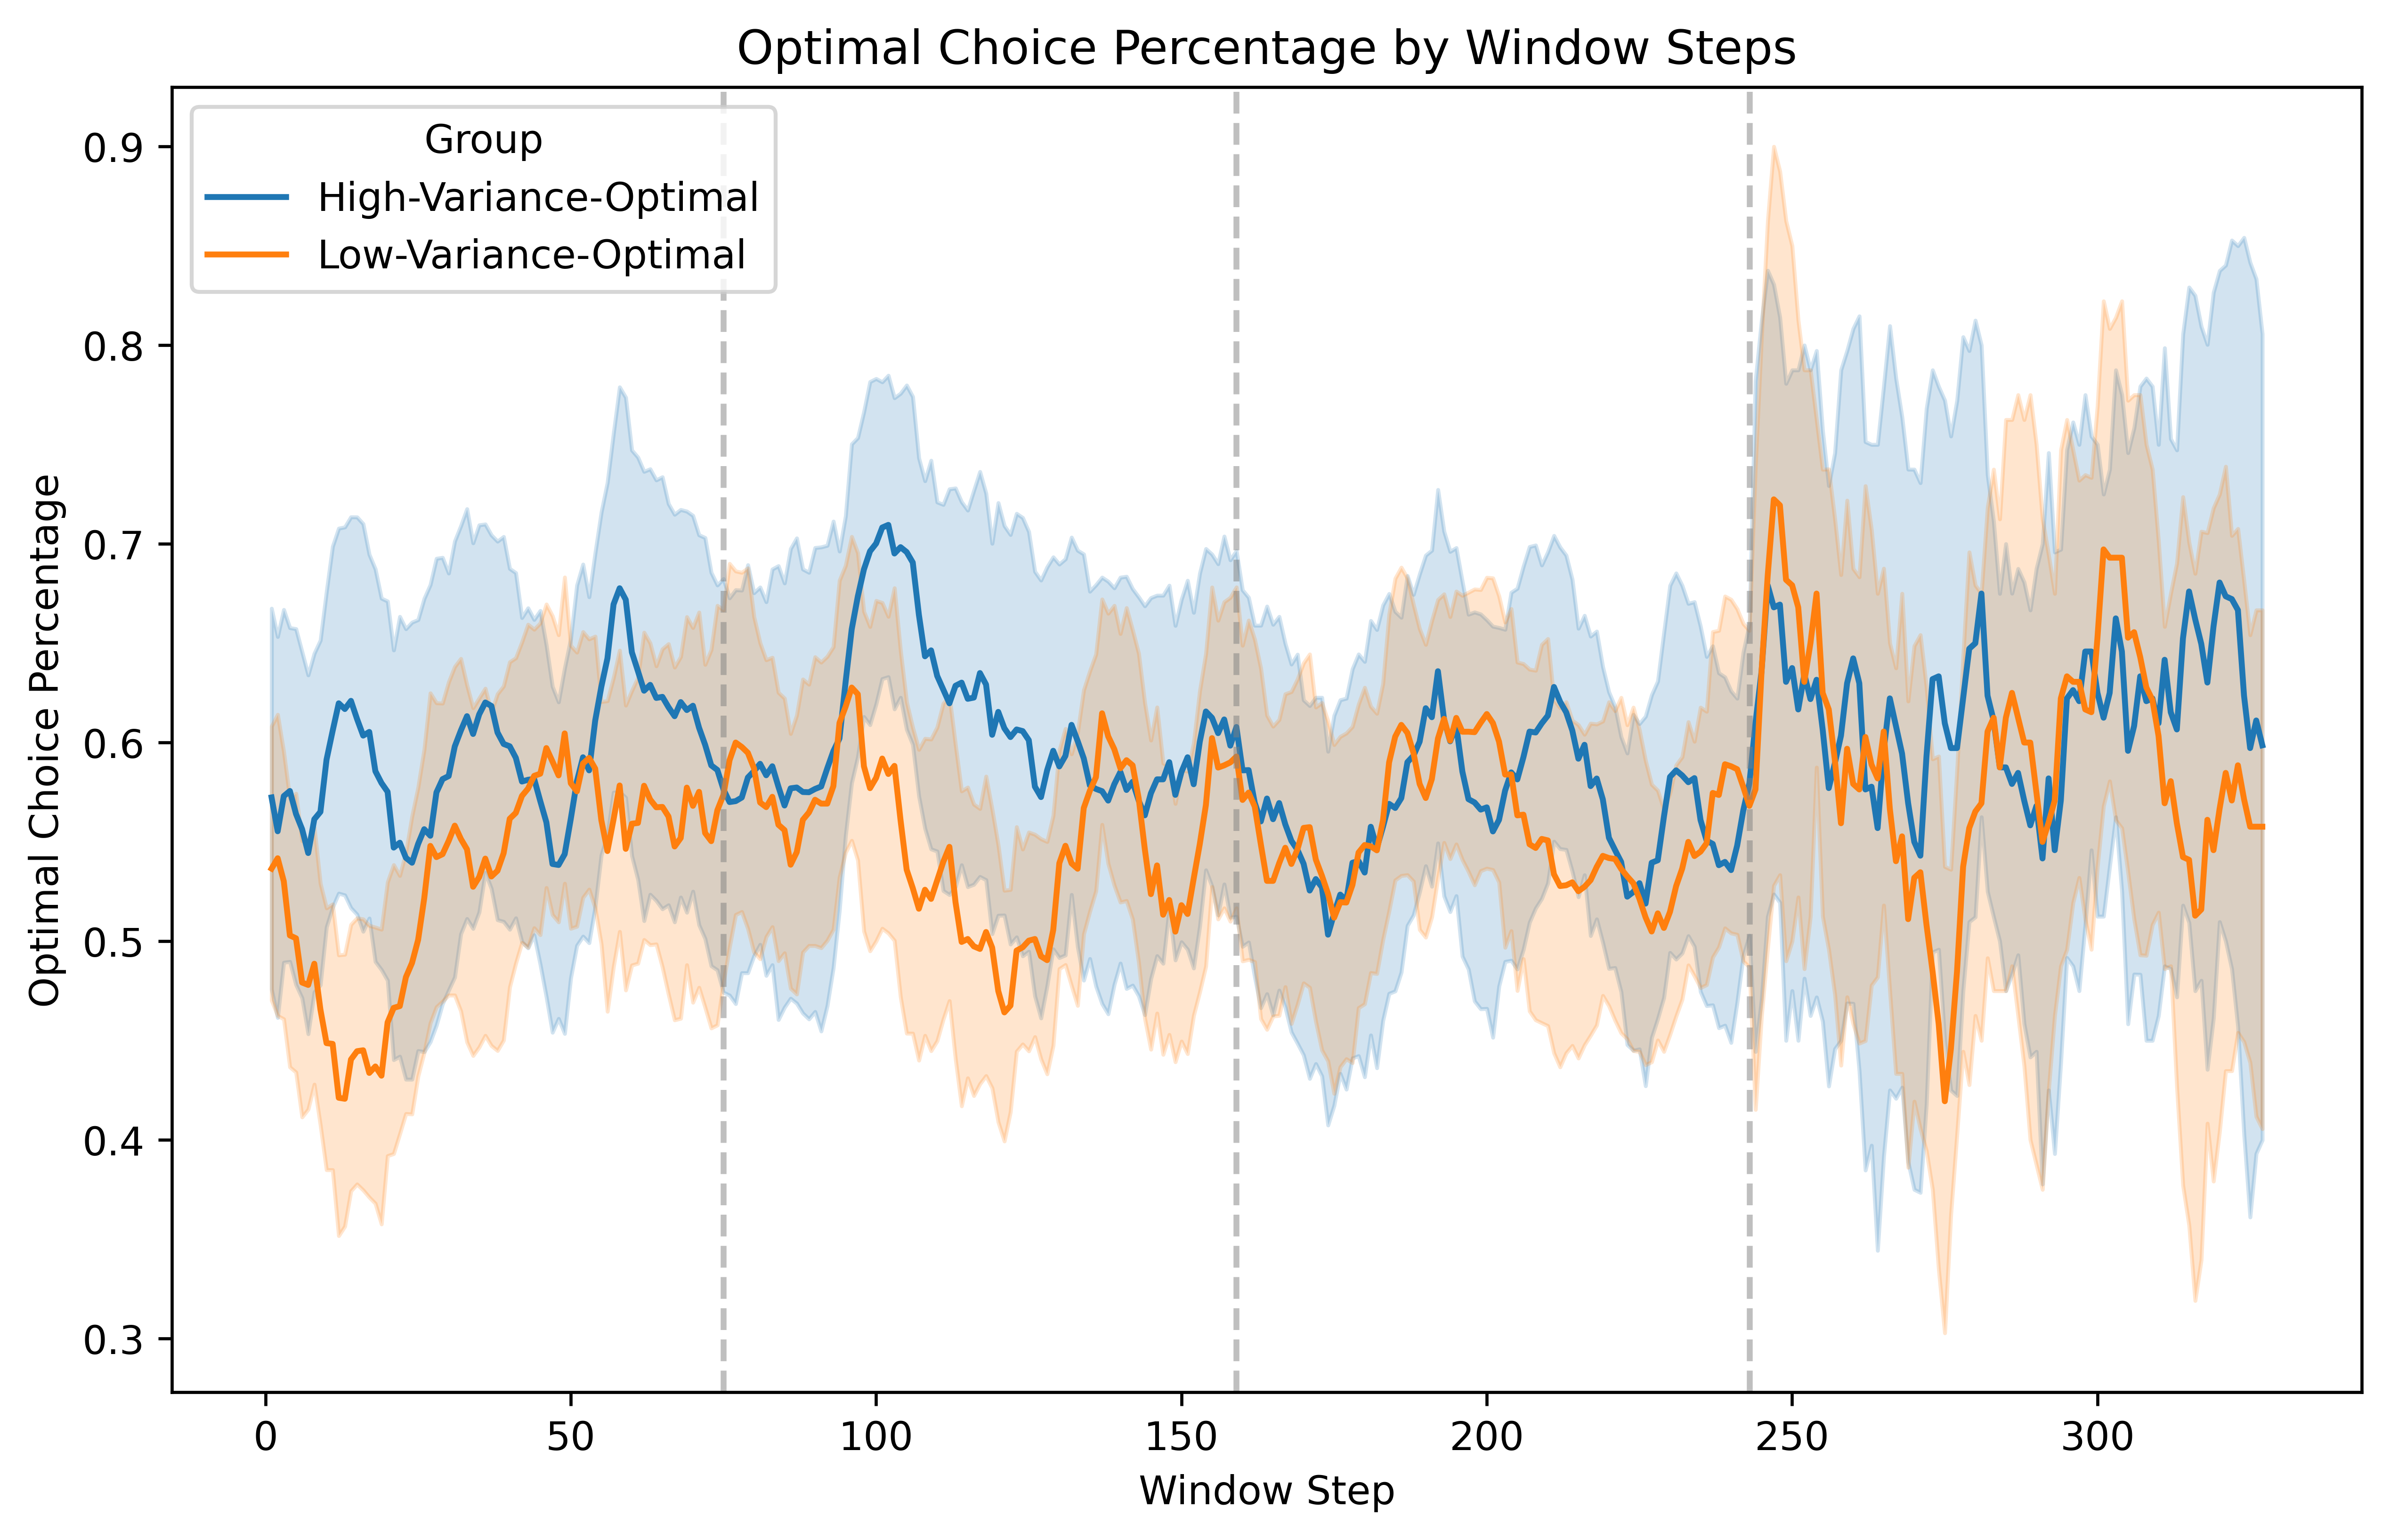 Optimal Choice Percentage by Window Steps
Group
High-Variance-Optimal
Low-Variance-Optimal
Optimal Choice Percentage
0.9
0.8
0.7
0.6
0.5
0.4
0.3
0 50 100 150 200 250 300
Window Step